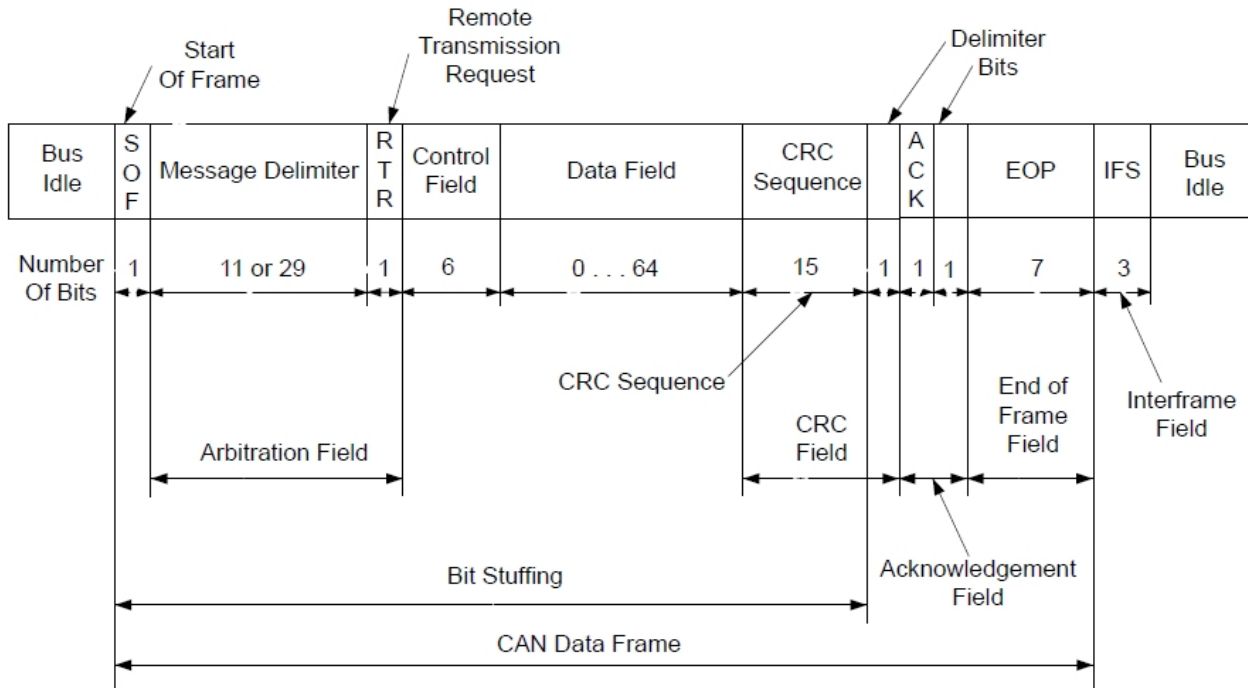 Start
Of Frame
Remote
Transmission
Request
Delimiter
Bits
Bus
Idle
S
O
F
Message Delimiter
R
T
R
Control
Field
Data Field
CRC
Sequence
A
C
K
EOP
IFS
Bus
Idle
Number
Of Bits
1
11 or 29
1
6
0 . . . 64
15
1
1
1
7
3
CRC Sequence
End of
Frame
Field
Interframe
Field
Arbitration Field
CRC
Field
Acknowledgement
Field
Bit Stuffing
CAN Data Frame